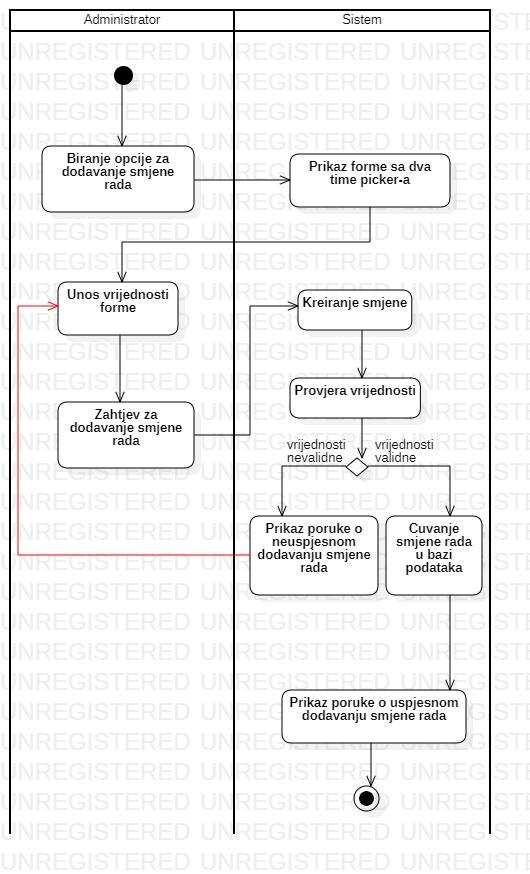 Administrator
Sistem
Biranje opcije za
dodavanje smjene
rada
Prikaz forme sa dva
time picker-a
Unos vrijednosti
forme
Kreiranje smjene
Provjera vrijednosti
Zahtjev za
dodavanje smjene
rada
vrijednosti
nevalidne
vrijednosti
validne
Prikaz poruke o
neuspjesnom
dodavanju smjene
rada
Cuvanje
smjene rada
u bazi
podataka
Prikaz poruke o uspjesnom
dodavanju smjene rada
UNREGISTERED